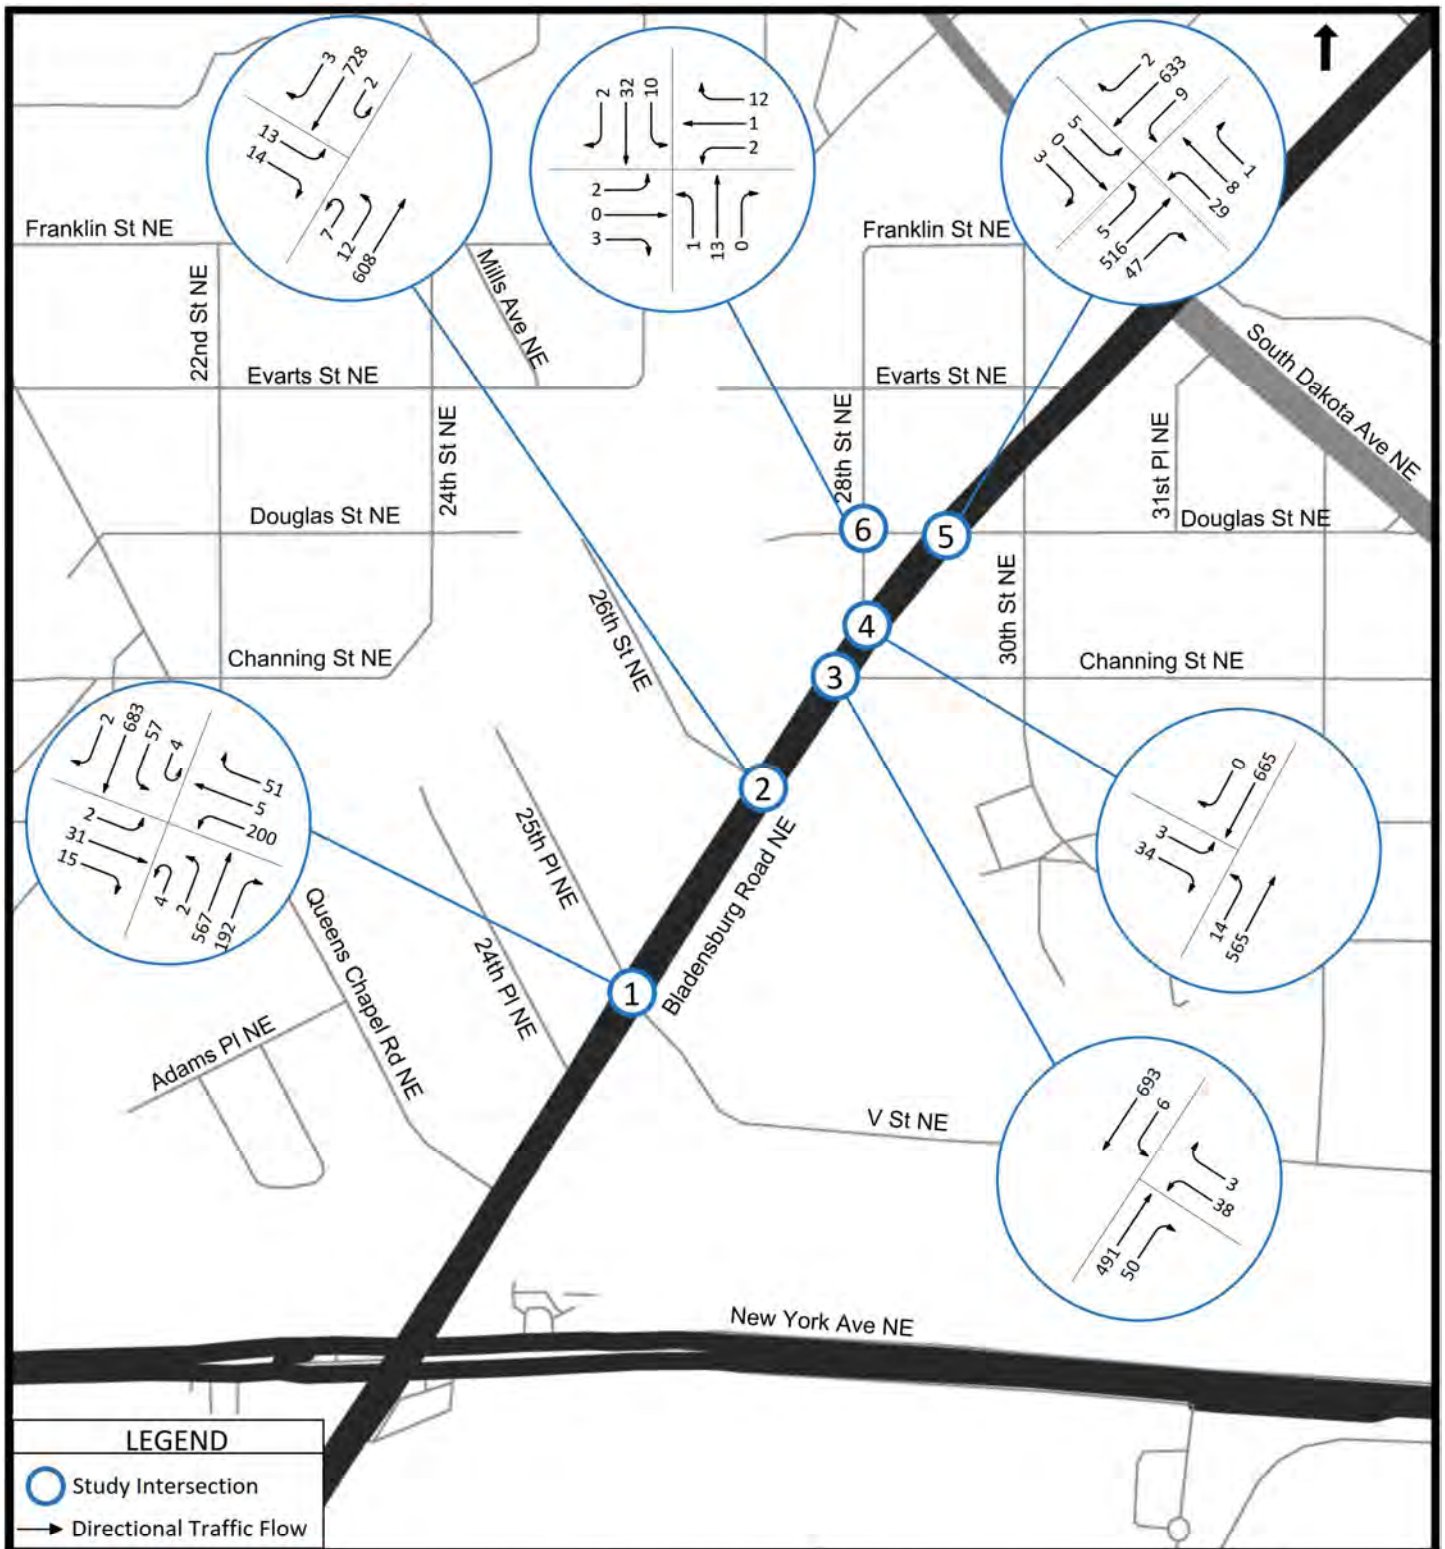 3
728
2
13
14
7
12
608
2
32
10
12
1
2
2
0
3
1
13
0
2
633
9
5
0
3
1
8
29
5
516
47
Franklin St NE
Franklin St NE
22nd St NE
Mills Ave NE
Evarts St NE
Evarts St NE
24th St NE
28th St NE
South Dakota Ave NE
31st Pl NE
Douglas St NE
Douglas St NE
6
5
26th St NE
30th St NE
4
3
Channing St NE
Channing St NE
2
683
57
4
51
5
200
2
31
15
4
2
567
192
2
0
665
3
34
14
565
25th Pl NE
24th Pl NE
Queens Chapel Rd NE
Bladensburg Road NE
1
Adams Pl NE
V St NE
693
6
3
38
491
50
New York Ave NE
LEGEND
Study Intersection
Directional Traffic Flow